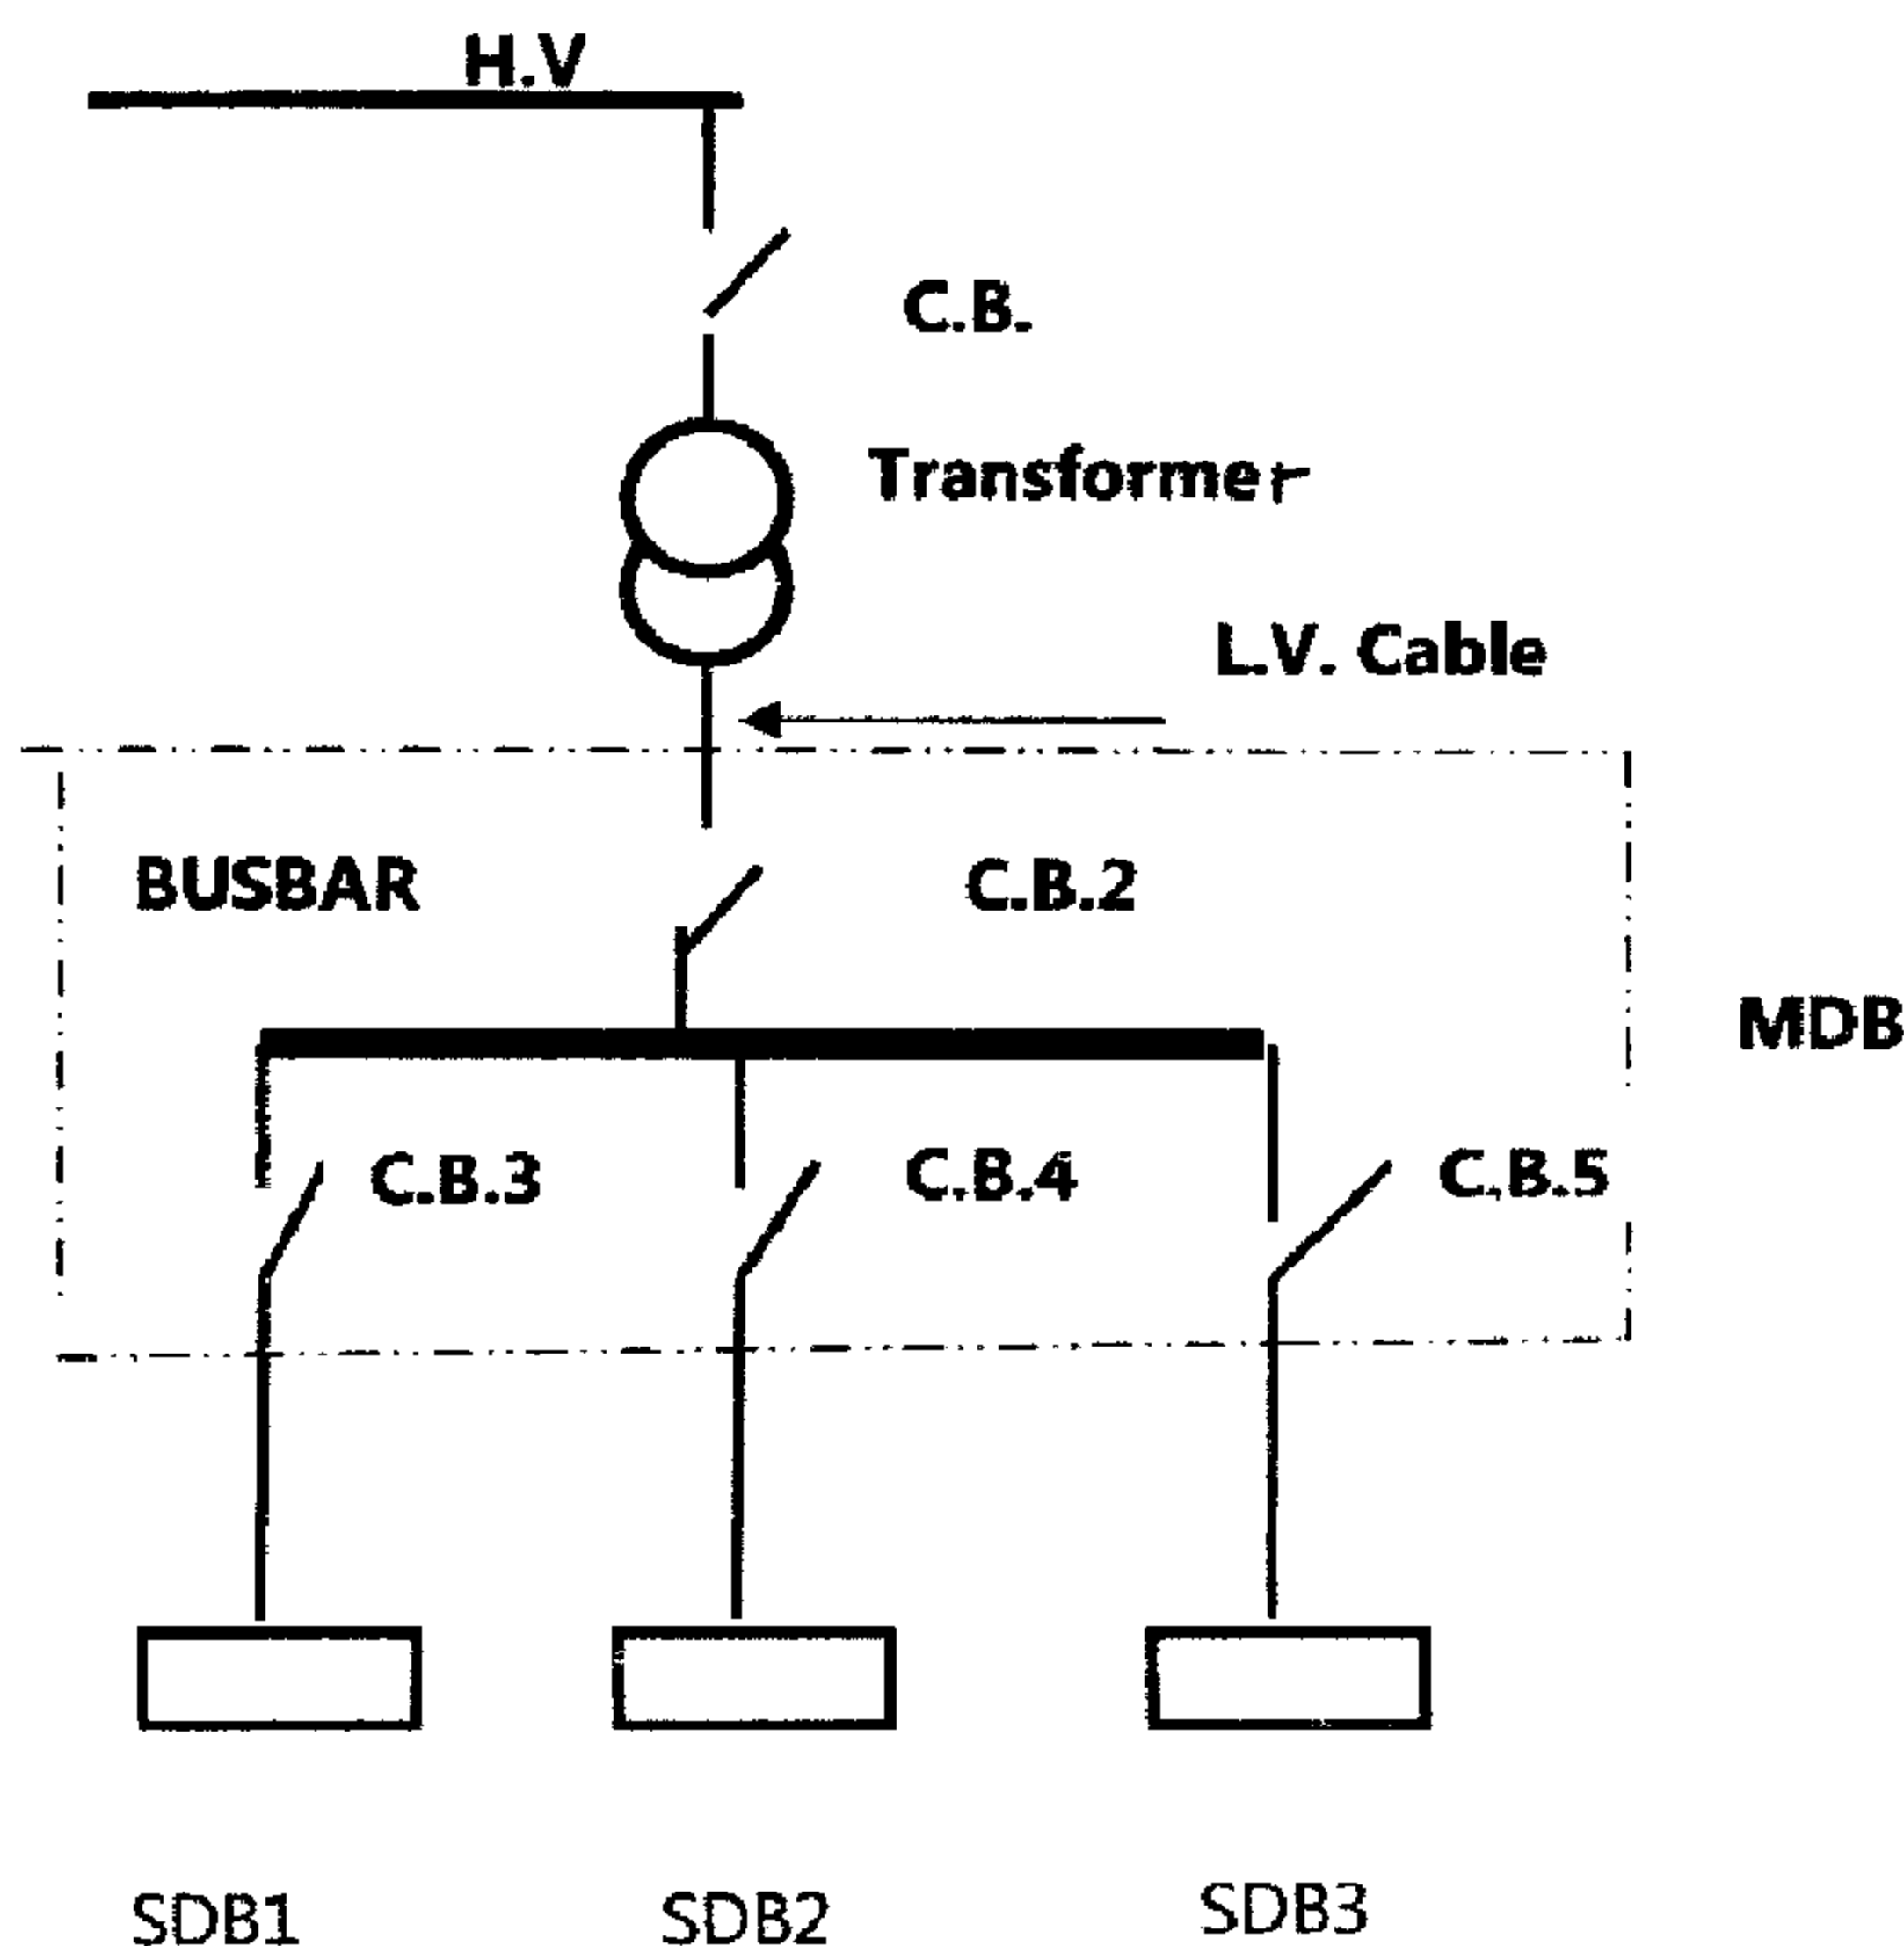 H.V
C.B.
Transformer
L.V. Cable
BUSBAR
C.B.2
MDB
C.B.3
C.B.4
C.B.5
SDB1
SDB2
SDB3